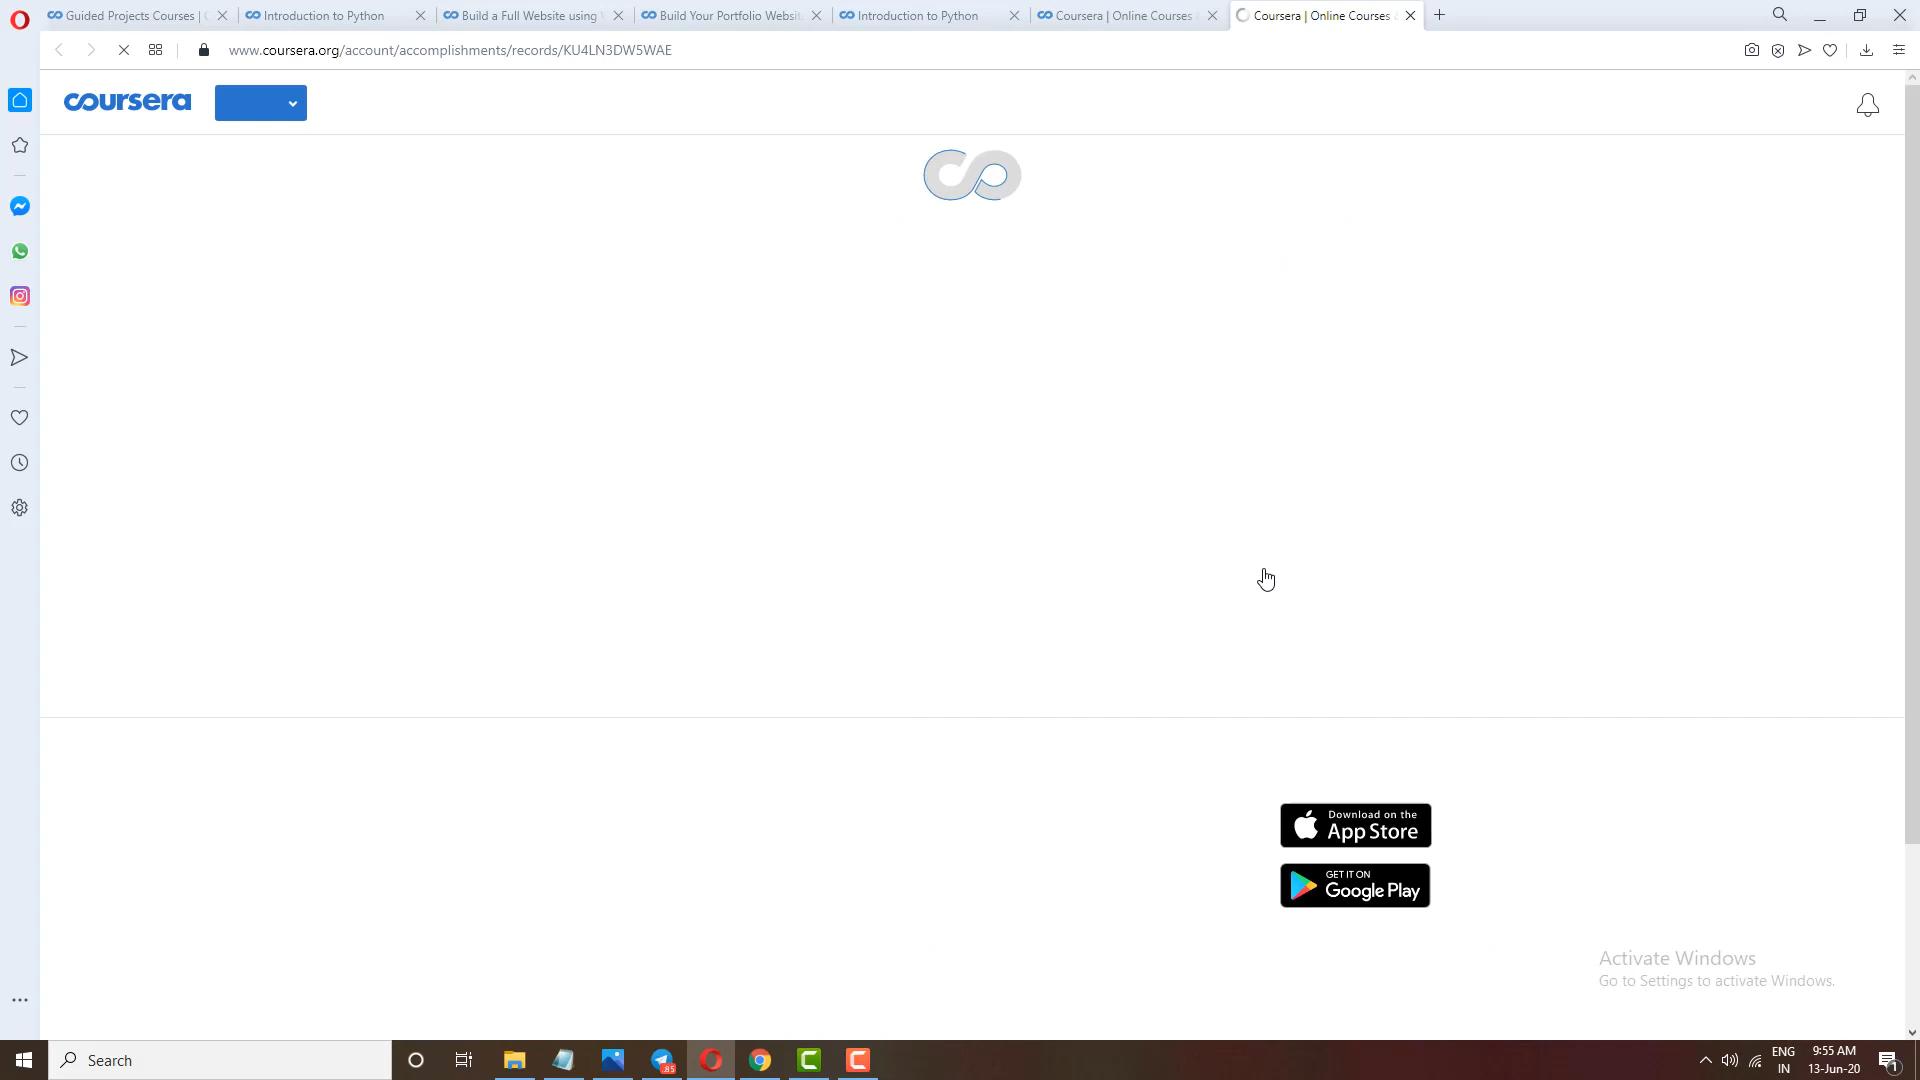 Guided Projects Courses | C
Introduction to Python
Build a Full Website using W
Build Your Portfolio Websit
Introduction to Python
Coursera | Online Courses &
Coursera | Online Courses &
www.coursera.org/account/accomplishments/records/KU4LN3DW5WAE
coursera
Download on the
App Store
GET IT ON
Google Play
Activate Windows
Go to Settings to activate Windows.
Search
.85
ENG
IN
9:55 AM
13-Jun-20
1